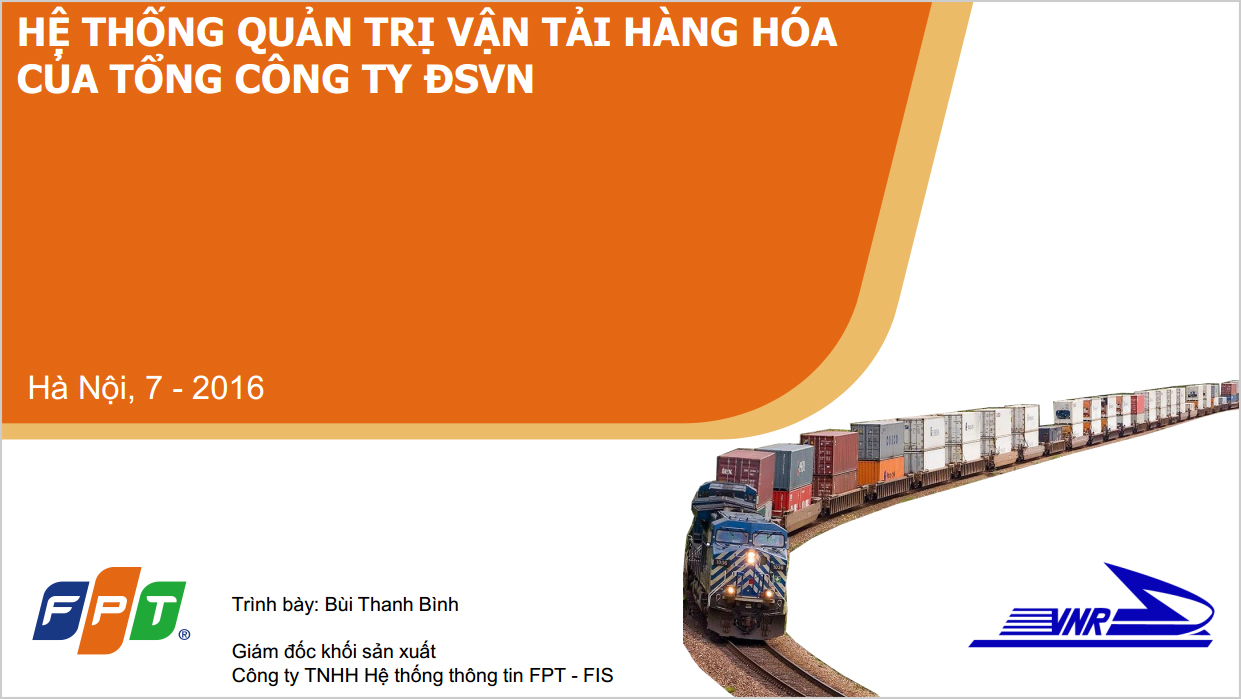 HỆ THỐNG QUẢN TRỊ VẬN TẢI HÀNG HÓA
CỦA TỔNG CÔNG TY ĐSVN
Hà Nội, 7 - 2016
FPT®
Trình bày: Bùi Thanh Bình
Giám đốc khối sản xuất
Công ty TNHH Hệ thống thông tin FPT - FIS
VNR